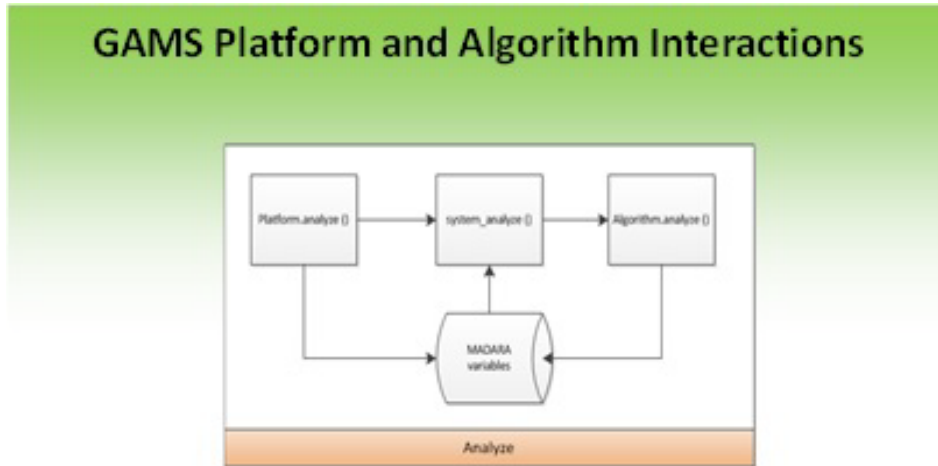 GAMS Platform and Algorithm Interactions
Platform.analyze ()
system_analyze ()
Algorithm.analyze ()
MADARA
variables
Analyze